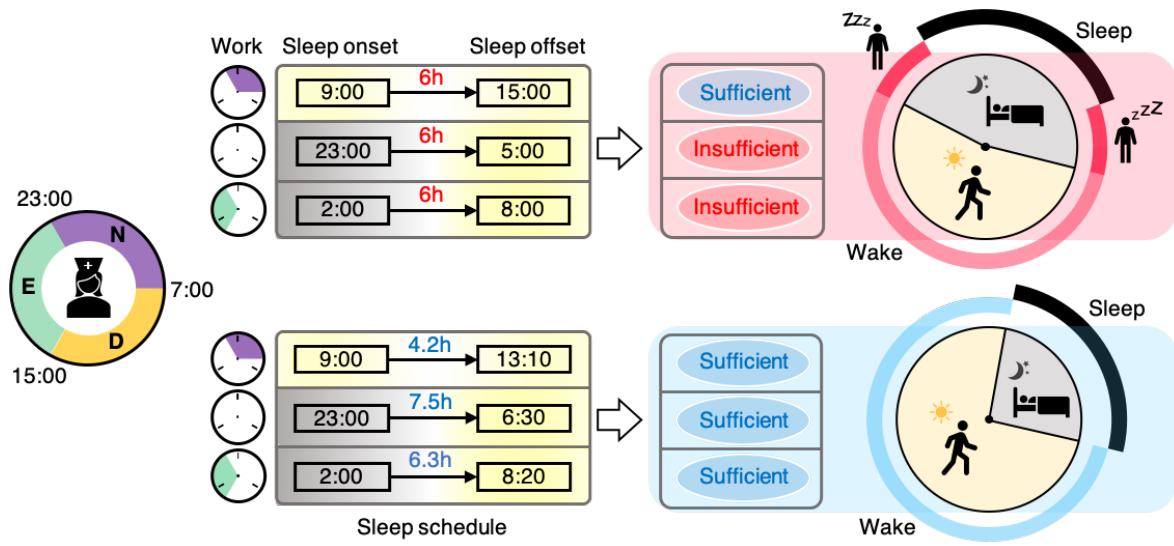 Work
Sleep onset
Sleep offset
9:00
6h
15:00
23:00
6h
5:00
2:00
6h
8:00
Sufficient
Insufficient
Insufficient
zzz
Sleep
zzzz
Wake
23:00
N
E
D
7:00
15:00
9:00
4.2h
13:10
23:00
7.5h
6:30
2:00
6.3h
8:20
Sleep schedule
Sufficient
Sufficient
Sufficient
Sleep
Wake